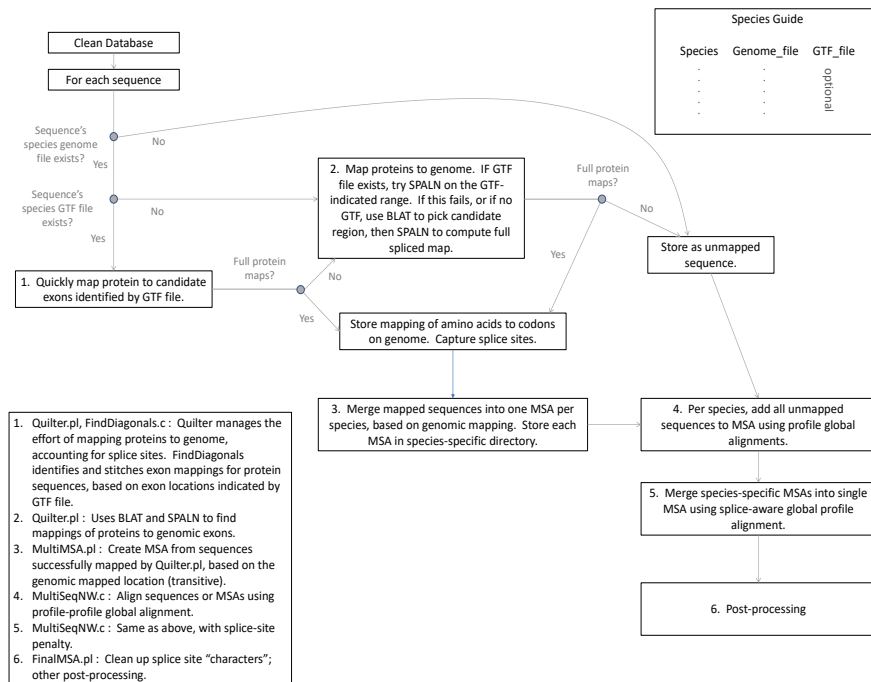 Species Guide
Species Genome_file GTF_file
optional
Clean Database
For each sequence
Sequence's
species genome
file exists?
No
Yes
Sequence's
species GTF file
exists?
No
Yes
2. Map proteins to genome. IF GTF
file exists, try SPALN on the GTF-
indicated range. If this fails, or if no
GTF, use BLAT to pick candidate
region, then SPALN to compute full
spliced map.
Full protein
maps?
No
Yes
Store as unmapped
sequence.
1. Quickly map protein to candidate
exons identified by GTF file.
Full protein
maps?
No
Yes
Store mapping of amino acids to codons
on genome. Capture splice sites.
3. Merge mapped sequences into one MSA per
species, based on genomic mapping. Store each
MSA in species-specific directory.
4. Per species, add all unmapped
sequences to MSA using profile global
alignments.
5. Merge species-specific MSAs into single
MSA using splice-aware global profile
alignment.
6. Post-processing
1. Quilter.pl, FindDiagonals.c : Quilter manages the
effort of mapping proteins to genome,
accounting for splice sites. FindDiagonals
identifies and stitches exon mappings for protein
sequences, based on exon locations indicated by
GTF file.
2. Quilter.pl : Uses BLAT and SPALN to find
mappings of proteins to genomic exons.
3. MultiMSA.pl : Create MSA from sequences
successfully mapped by Quilter.pl, based on the
genomic mapped location (transitive).
4. MultiSeqNW.c : Align sequences or MSAs using
profile-profile global alignment.
5. MultiSeqNW.c : Same as above, with splice-site
penalty.
6. FinalMSA.pl : Clean up splice site “characters”;
other post-processing.